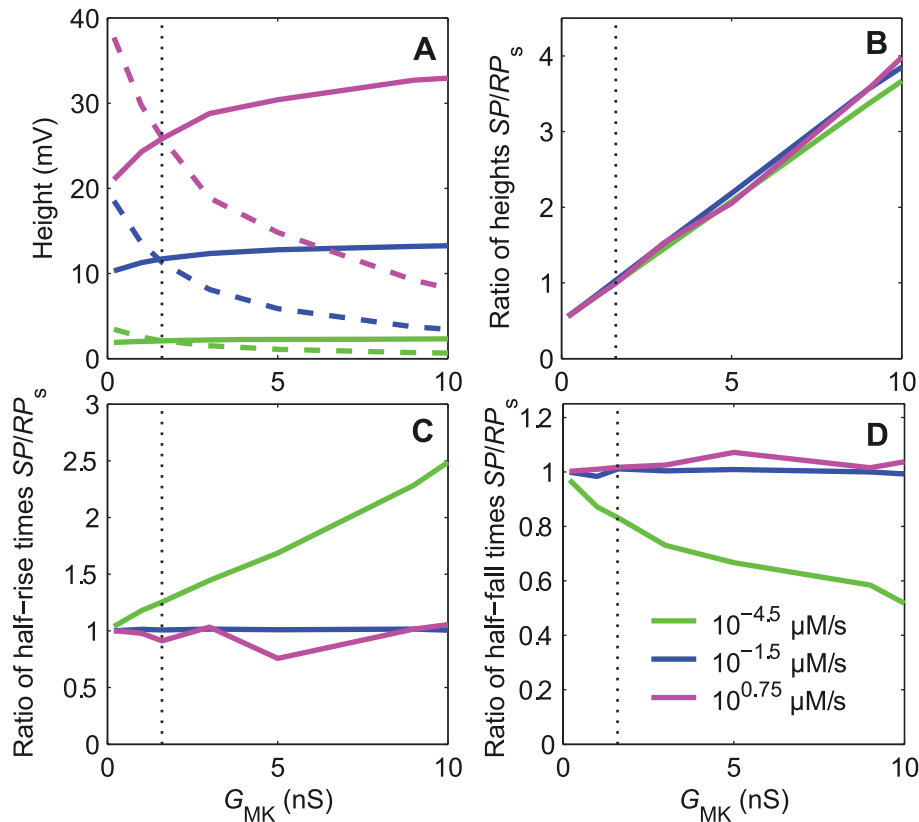 A
Height (mV)
40
30
20
10
0
0
5
10
B
Ratio of heights SP/RPs
4
3
2
1
0
0
5
10
C
Ratio of half-rise times SP/RPs
3
2.5
2
1.5
1
0.5
0
0
5
10
GMK (nS)
D
Ratio of half-fall times SP/RPs
1.2
1
0.8
0.6
0.4
0.2
0
0
5
10
GMK (nS)
10^−4.5 µM/s
10^−1.5 µM/s
10^0.75 µM/s